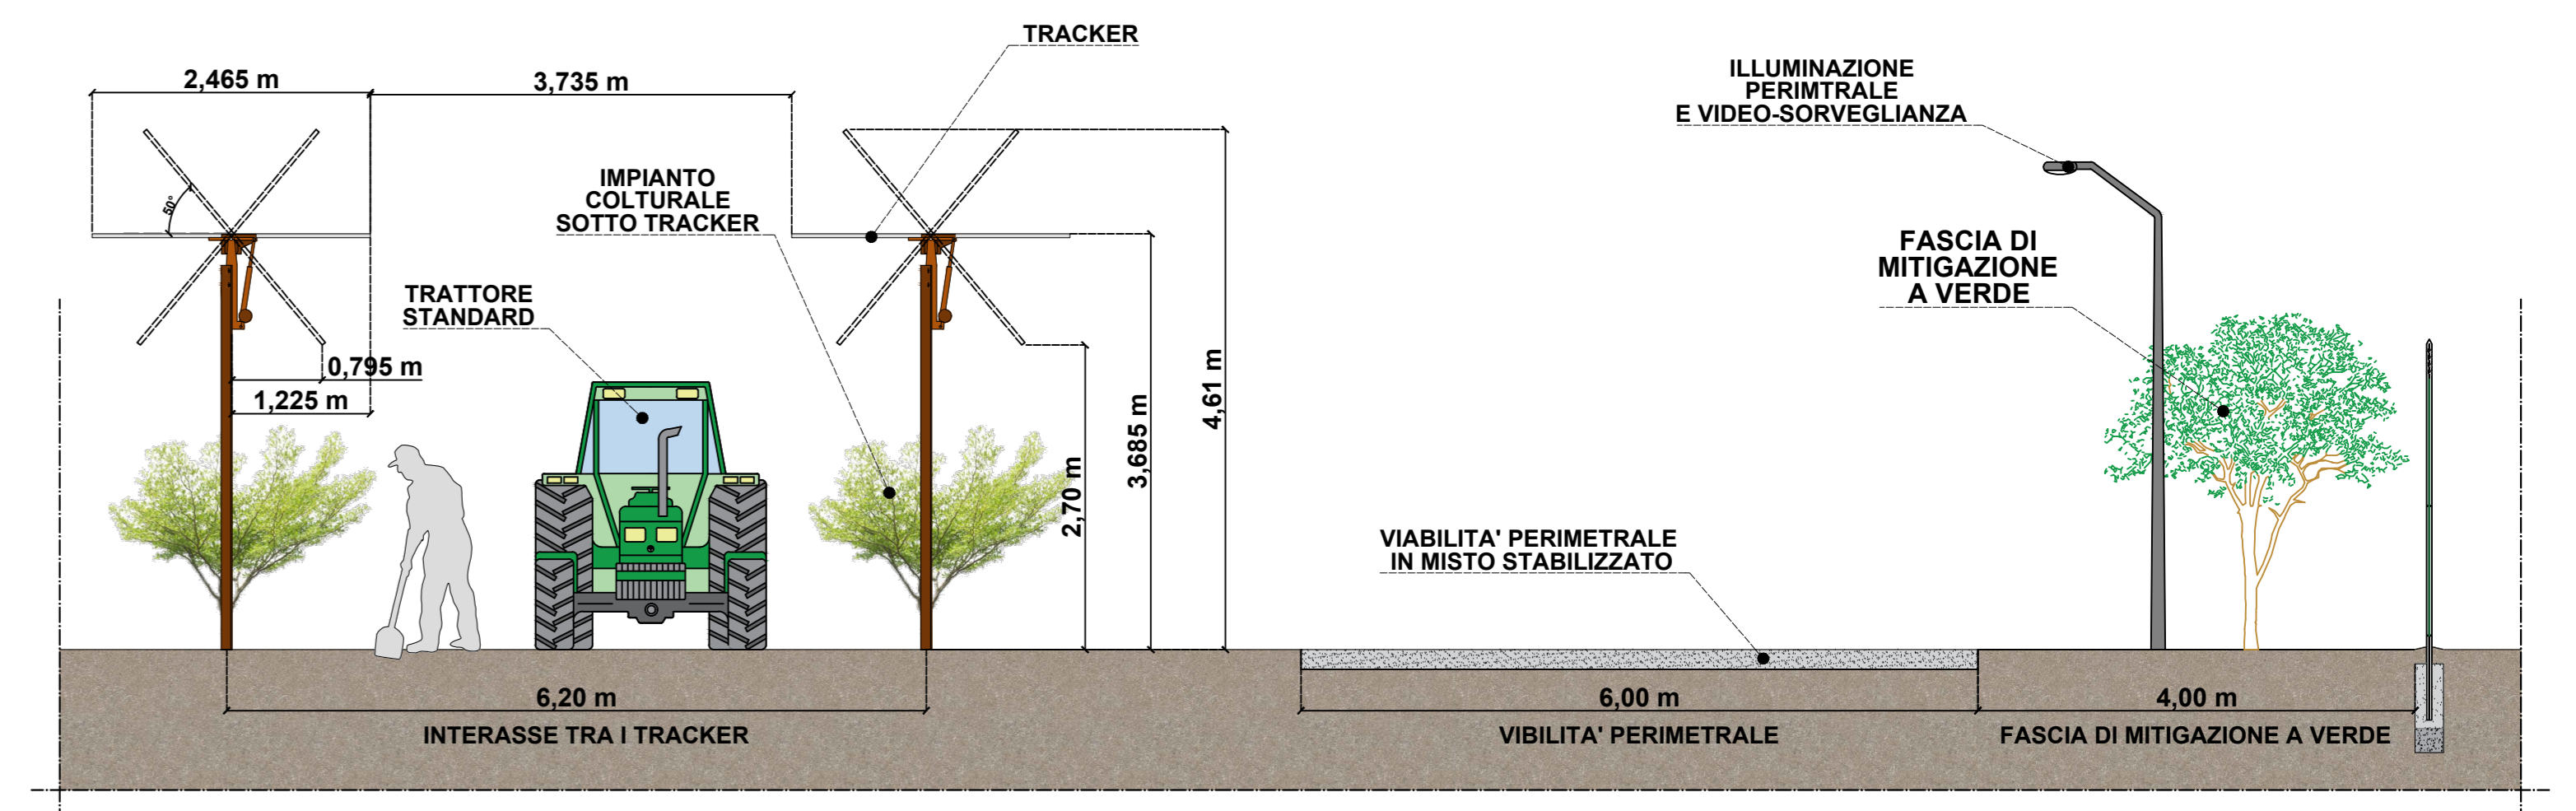 TRACKER
2,465 m
3,735 m
ILLUMINAZIONE
PERIMTRALE
E VIDEO-SORVEGLIANZA
IMPIANTO
COLTURALE
SOTTO TRACKER
50°
FASCIA DI
MITIGAZIONE
A VERDE
TRATTORE
STANDARD
0,795 m
1,225 m
4,61 m
3,685 m
2,70 m
VIABILITA' PERIMETRALE
IN MISTO STABILIZZATO
6,20 m
6,00 m
4,00 m
INTERASSE TRA I TRACKER
VIBILITA' PERIMETRALE
FASCIA DI MITIGAZIONE A VERDE